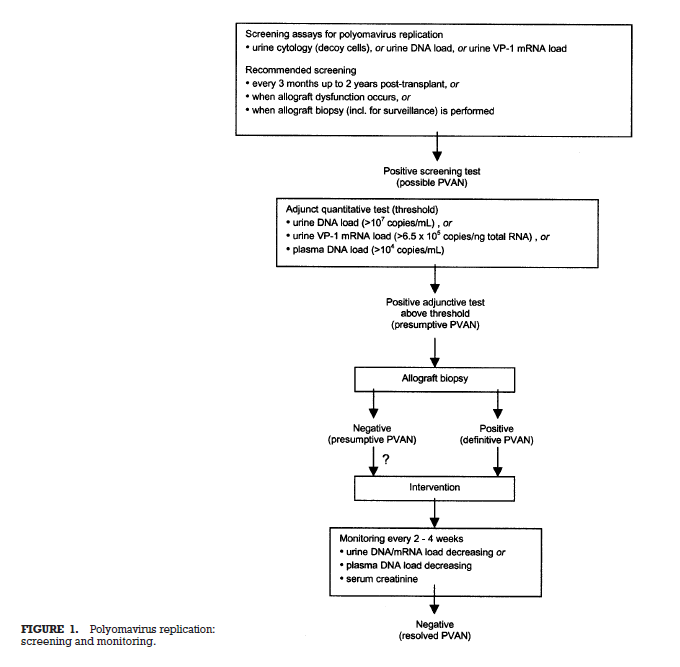 Screening assays for polyomavirus replication
• urine cytology (decoy cells), or urine DNA load, or urine VP-1 mRNA load
Recommended screening
• every 3 months up to 2 years post-transplant, or
• when allograft dysfunction occurs, or
• when allograft biopsy (incl. for surveillance) is performed
Positive screening test
(possible PVAN)
Adjunct quantitative test (threshold)
• urine DNA load (>10⁷ copies/mL) , or
• urine VP-1 mRNA load (>6.5 x 10⁵ copies/ng total RNA) , or
• plasma DNA load (>10⁴ copies/mL)
Positive adjunctive test
above threshold
(presumptive PVAN)
Allograft biopsy
Negative
(presumptive PVAN)
Positive
(definitive PVAN)
?
Intervention
Monitoring every 2 - 4 weeks
• urine DNA/mRNA load decreasing or
• plasma DNA load decreasing
• serum creatinine
Negative
(resolved PVAN)
FIGURE 1. Polyomavirus replication:
screening and monitoring.